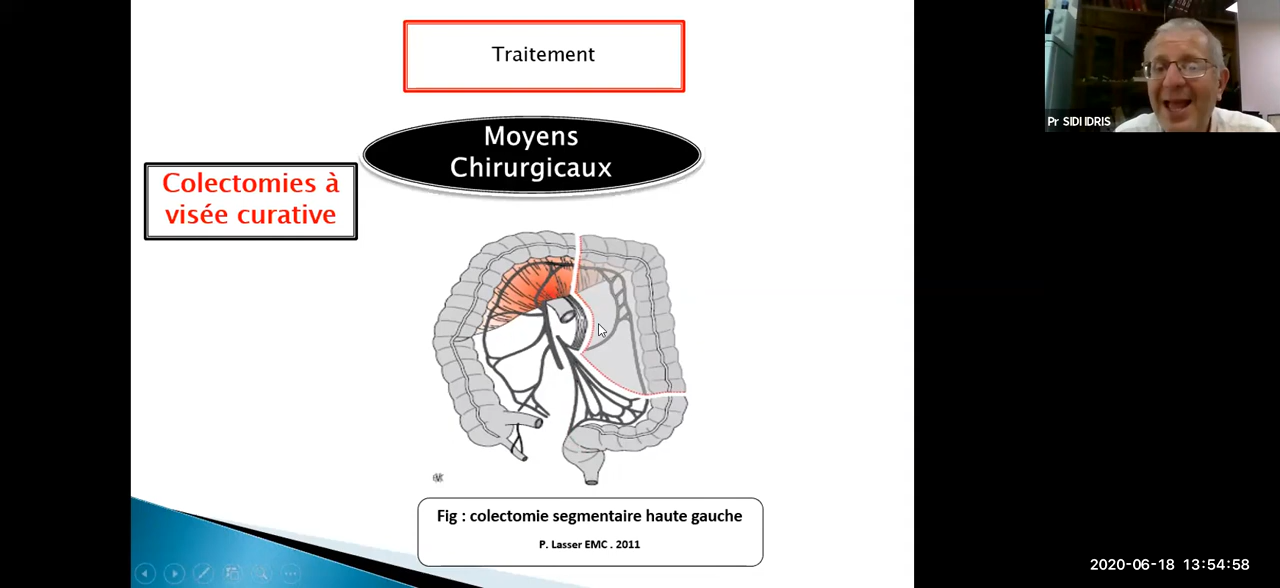 Traitement
Moyens
Chirurgicaux
Colectomies à
visée curative
Fig : colectomie segmentaire haute gauche
P. Lasser EMC . 2011
Pr SIDI IDRIS
2020-06-18 13:54:58